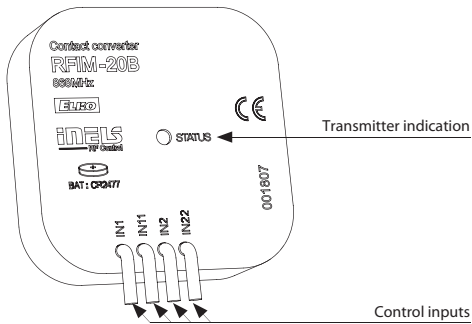 Contact converter
RFIM-20B
868MHz
ELKO
iNELS
RF Control
BAT : CR2477
STATUS
Transmitter indication
001807
IN1
IN11
IN2
IN22
Control inputs